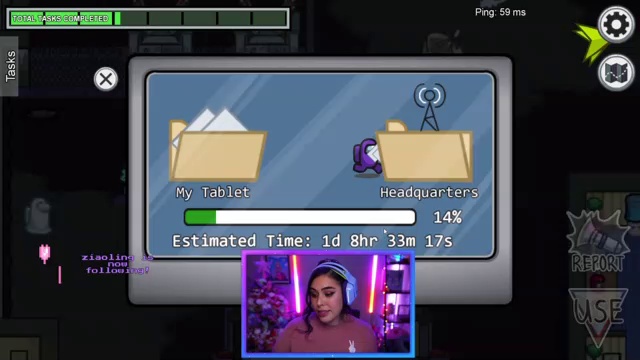 TOTAL TASKS COMPLETED
Ping: 59 ms
Tasks
My Tablet
Headquarters
14%
Estimated Time: 1d 8hr 33m 17s
ziaoling is
now
following!
REPORT
USE